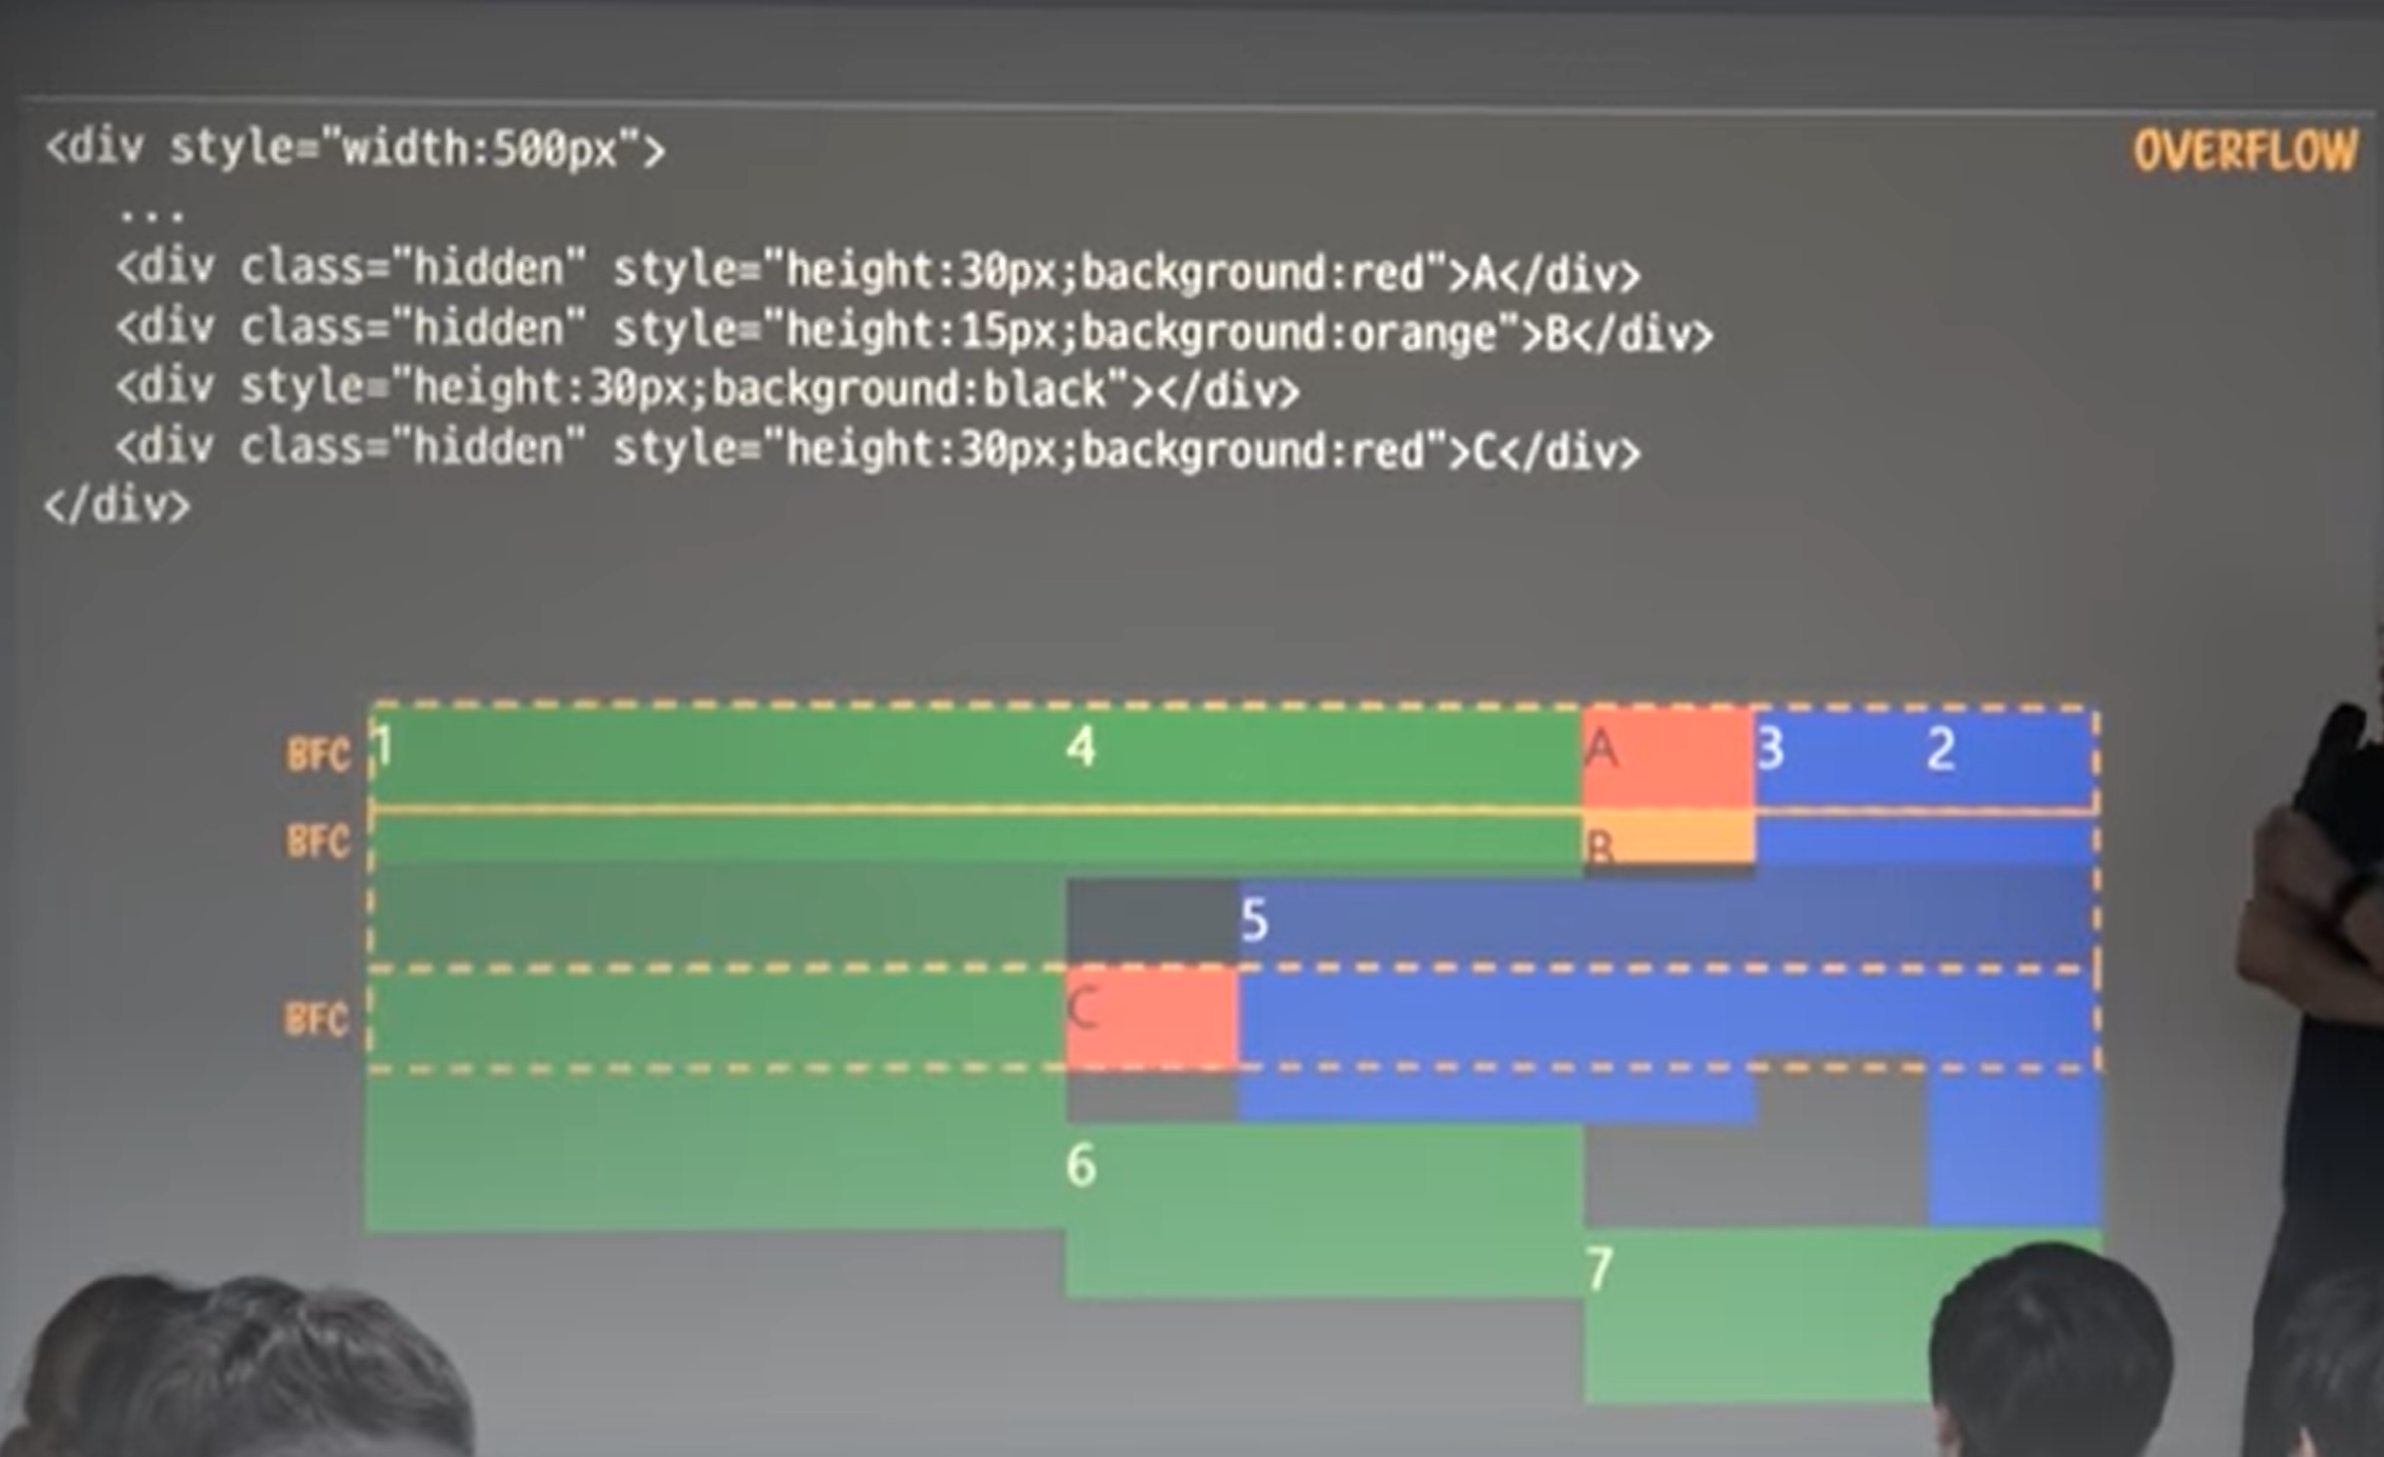 <div style="width:500px"> OVERFLOW
...
<div class="hidden" style="height:30px;background:red">A</div>
<div class="hidden" style="height:15px;background:orange">B</div>
<div style="height:30px;background:black"></div>
<div class="hidden" style="height:30px;background:red">C</div>
</div>
BFC 1 4 A 3 2
BFC B
5
BFC C
6
7